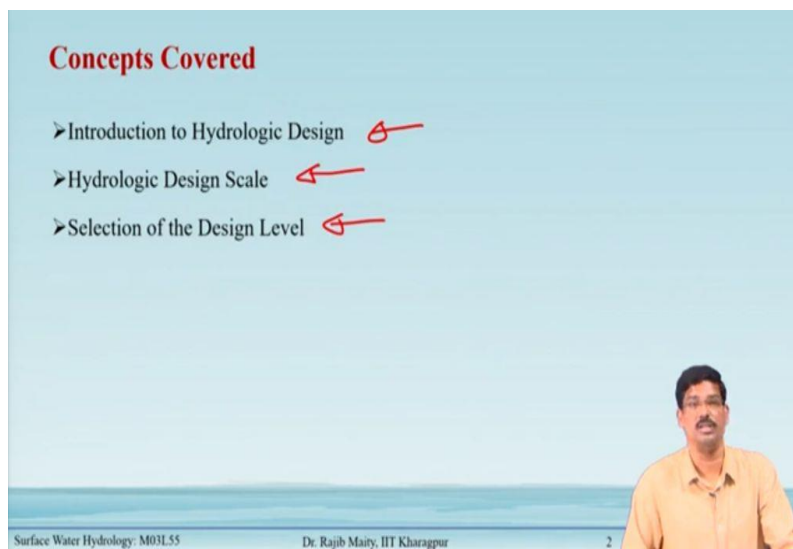 Concepts Covered
➢Introduction to Hydrologic Design
➢Hydrologic Design Scale
➢Selection of the Design Level
Surface Water Hydrology: M03L55 Dr. Rajib Maity, IIT Kharagpur 2